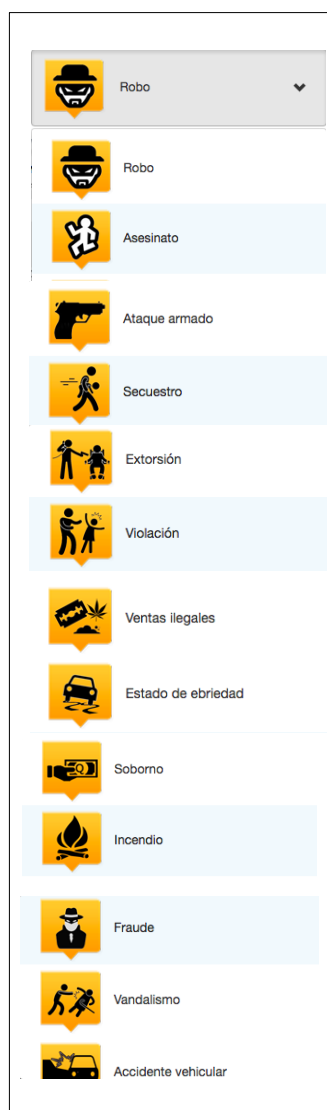 Robo
Robo
Asesinato
Ataque armado
Secuestro
Extorsión
Violación
Ventas ilegales
Estado de ebriedad
Q
Soborno
Incendio
Fraude
Vandalismo
Accidente vehicular